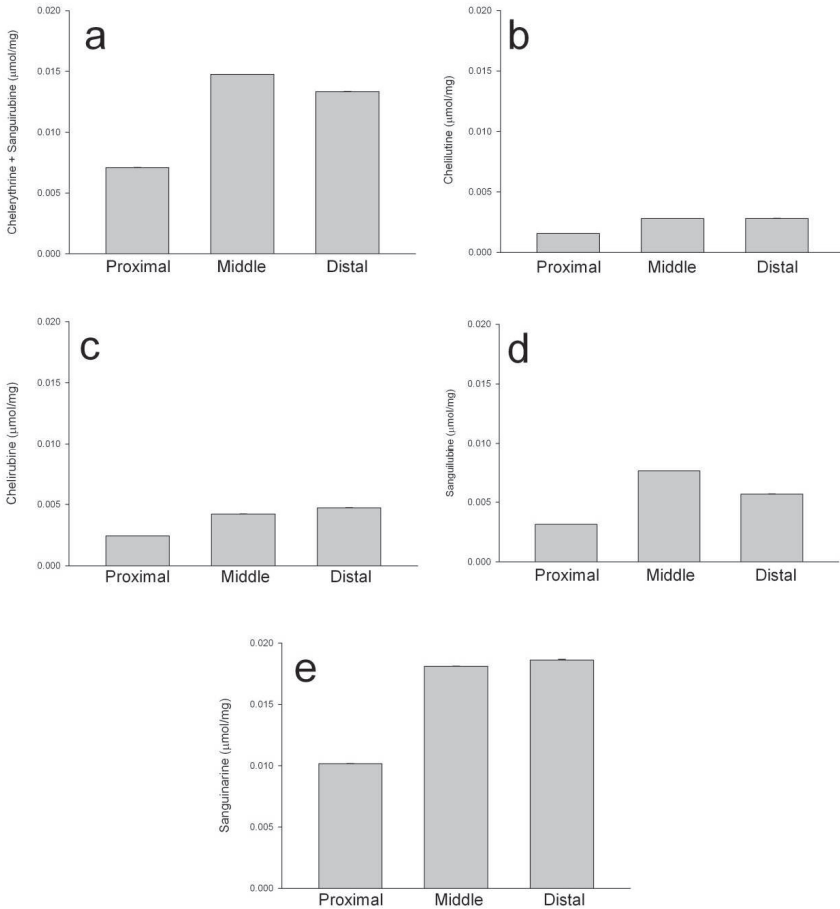 a
Chelerythrine + Sanguirubine (μmol/mg)
0.020
0.015
0.010
0.005
0.000
Proximal Middle Distal
b
Chelilutine (μmol/mg)
0.020
0.015
0.010
0.005
0.000
Proximal Middle Distal
c
Chelirubine (μmol/mg)
0.020
0.015
0.010
0.005
0.000
Proximal Middle Distal
d
Sanguilubine (μmol/mg)
0.020
0.015
0.010
0.005
0.000
Proximal Middle Distal
e
Sanguinarine (μmol/mg)
0.020
0.015
0.010
0.005
0.000
Proximal Middle Distal